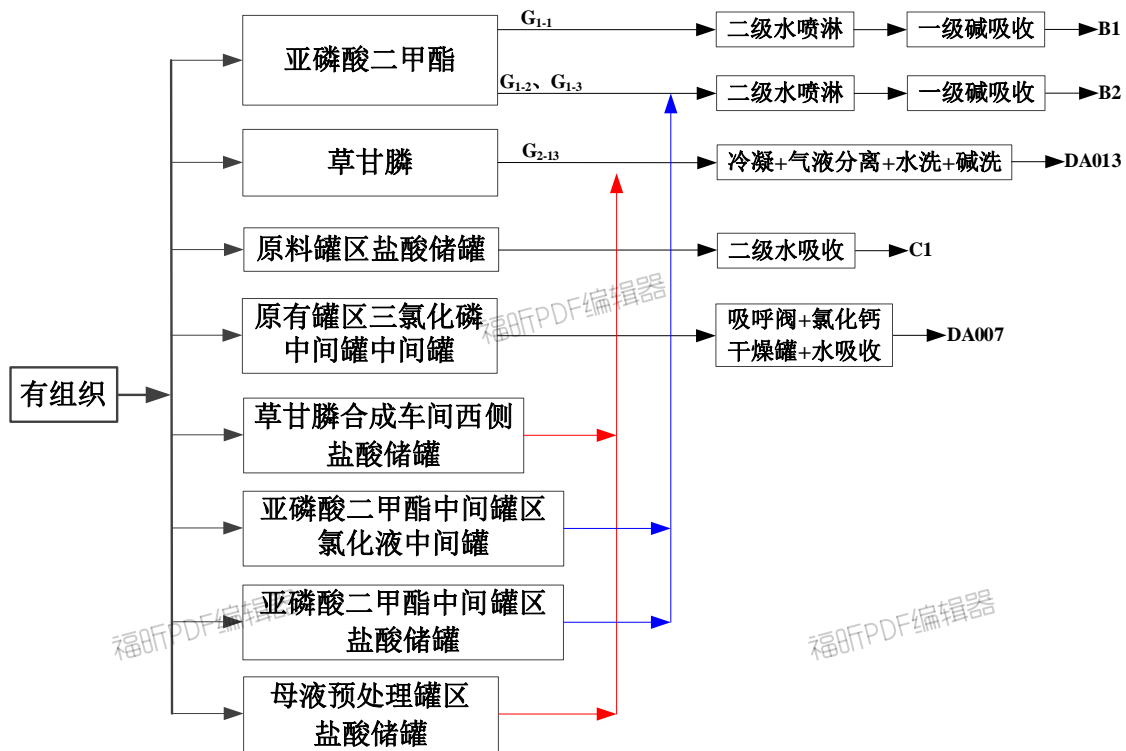 G1-1
二级水喷淋
一级碱吸收
B1
亚磷酸二甲酯
G1-2、G1-3
二级水喷淋
一级碱吸收
B2
草甘膦
G2-13
冷凝+气液分离+水洗+碱洗
DA013
原料罐区盐酸储罐
二级水吸收
C1
原有罐区三氯化磷
中间罐中间罐
吸呼阀+氯化钙
干燥罐+水吸收
DA007
有组织
草甘膦合成车间西侧
盐酸储罐
亚磷酸二甲酯中间罐区
氯化液中间罐
亚磷酸二甲酯中间罐区
盐酸储罐
母液预处理罐区
盐酸储罐
福昕PDF编辑器
福昕PDF编辑器
福昕PDF编辑器